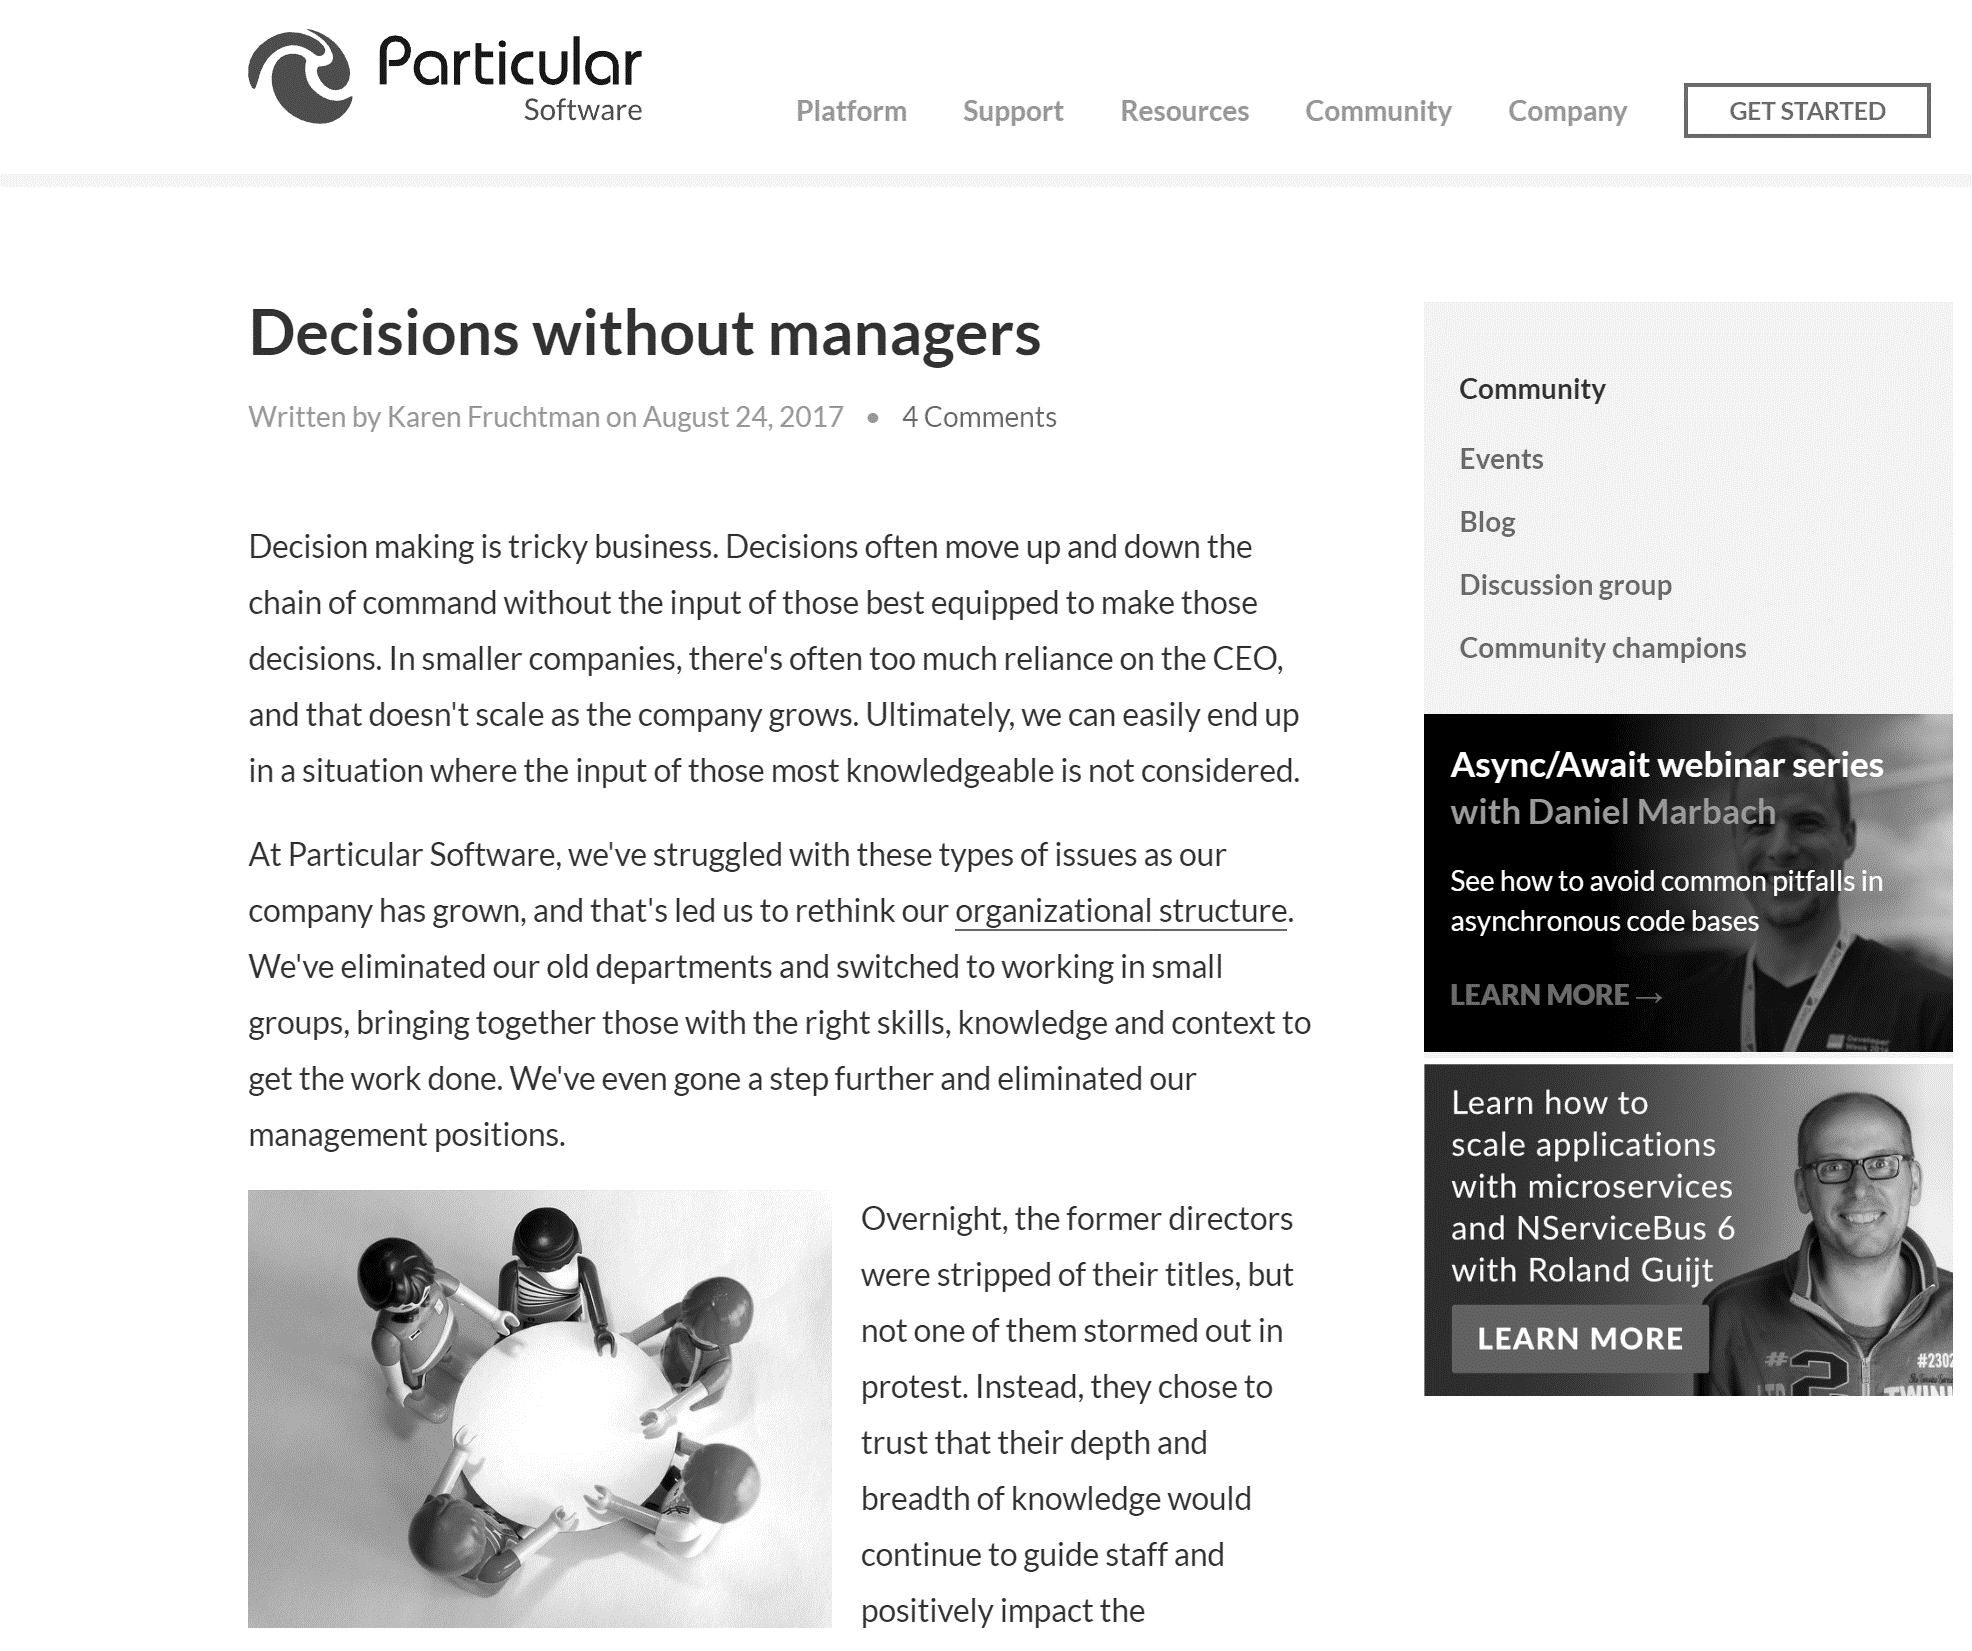 Particular
Software
Platform
Support
Resources
Community
Company
GET STARTED
Decisions without managers
Written by Karen Fruchtman on August 24, 2017 • 4 Comments
Decision making is tricky business. Decisions often move up and down the
chain of command without the input of those best equipped to make those
decisions. In smaller companies, there's often too much reliance on the CEO,
and that doesn't scale as the company grows. Ultimately, we can easily end up
in a situation where the input of those most knowledgeable is not considered.
At Particular Software, we've struggled with these types of issues as our
company has grown, and that's led us to rethink our organizational structure.
We've eliminated our old departments and switched to working in small
groups, bringing together those with the right skills, knowledge and context to
get the work done. We've even gone a step further and eliminated our
management positions.
Overnight, the former directors
were stripped of their titles, but
not one of them stormed out in
protest. Instead, they chose to
trust that their depth and
breadth of knowledge would
continue to guide staff and
positively impact the
Community
Events
Blog
Discussion group
Community champions
Async/Await webinar series
with Daniel Marbach
See how to avoid common pitfalls in
asynchronous code bases
LEARN MORE →
Learn how to
scale applications
with microservices
and NServiceBus 6
with Roland Guijt
LEARN MORE
#2302
# 2